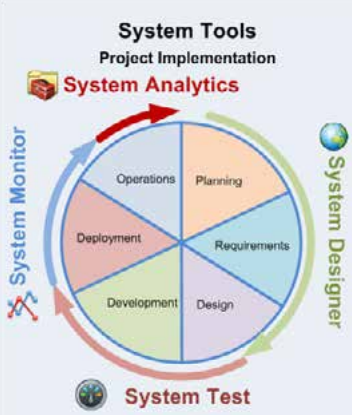 System Tools
Project Implementation
System Analytics
Operations
Planning
System Monitor
System Designer
Deployment
Requirements
Development
Design
System Test